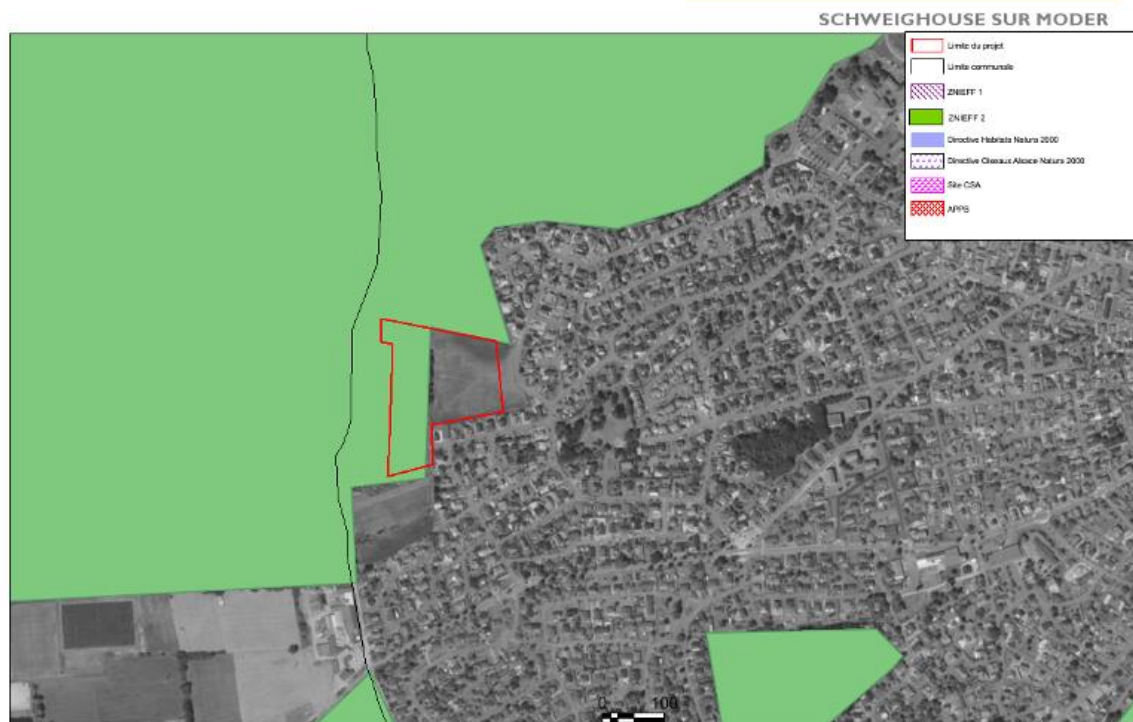 SCHWEIGHOUSE SUR MODER
Limite du projet
Limite communale
ZNIEFF 1
ZNIEFF 2
Directive Habitats Natura 2000
Directive Oiseaux Alsace Natura 2000
Site CSA
APPB
0 100